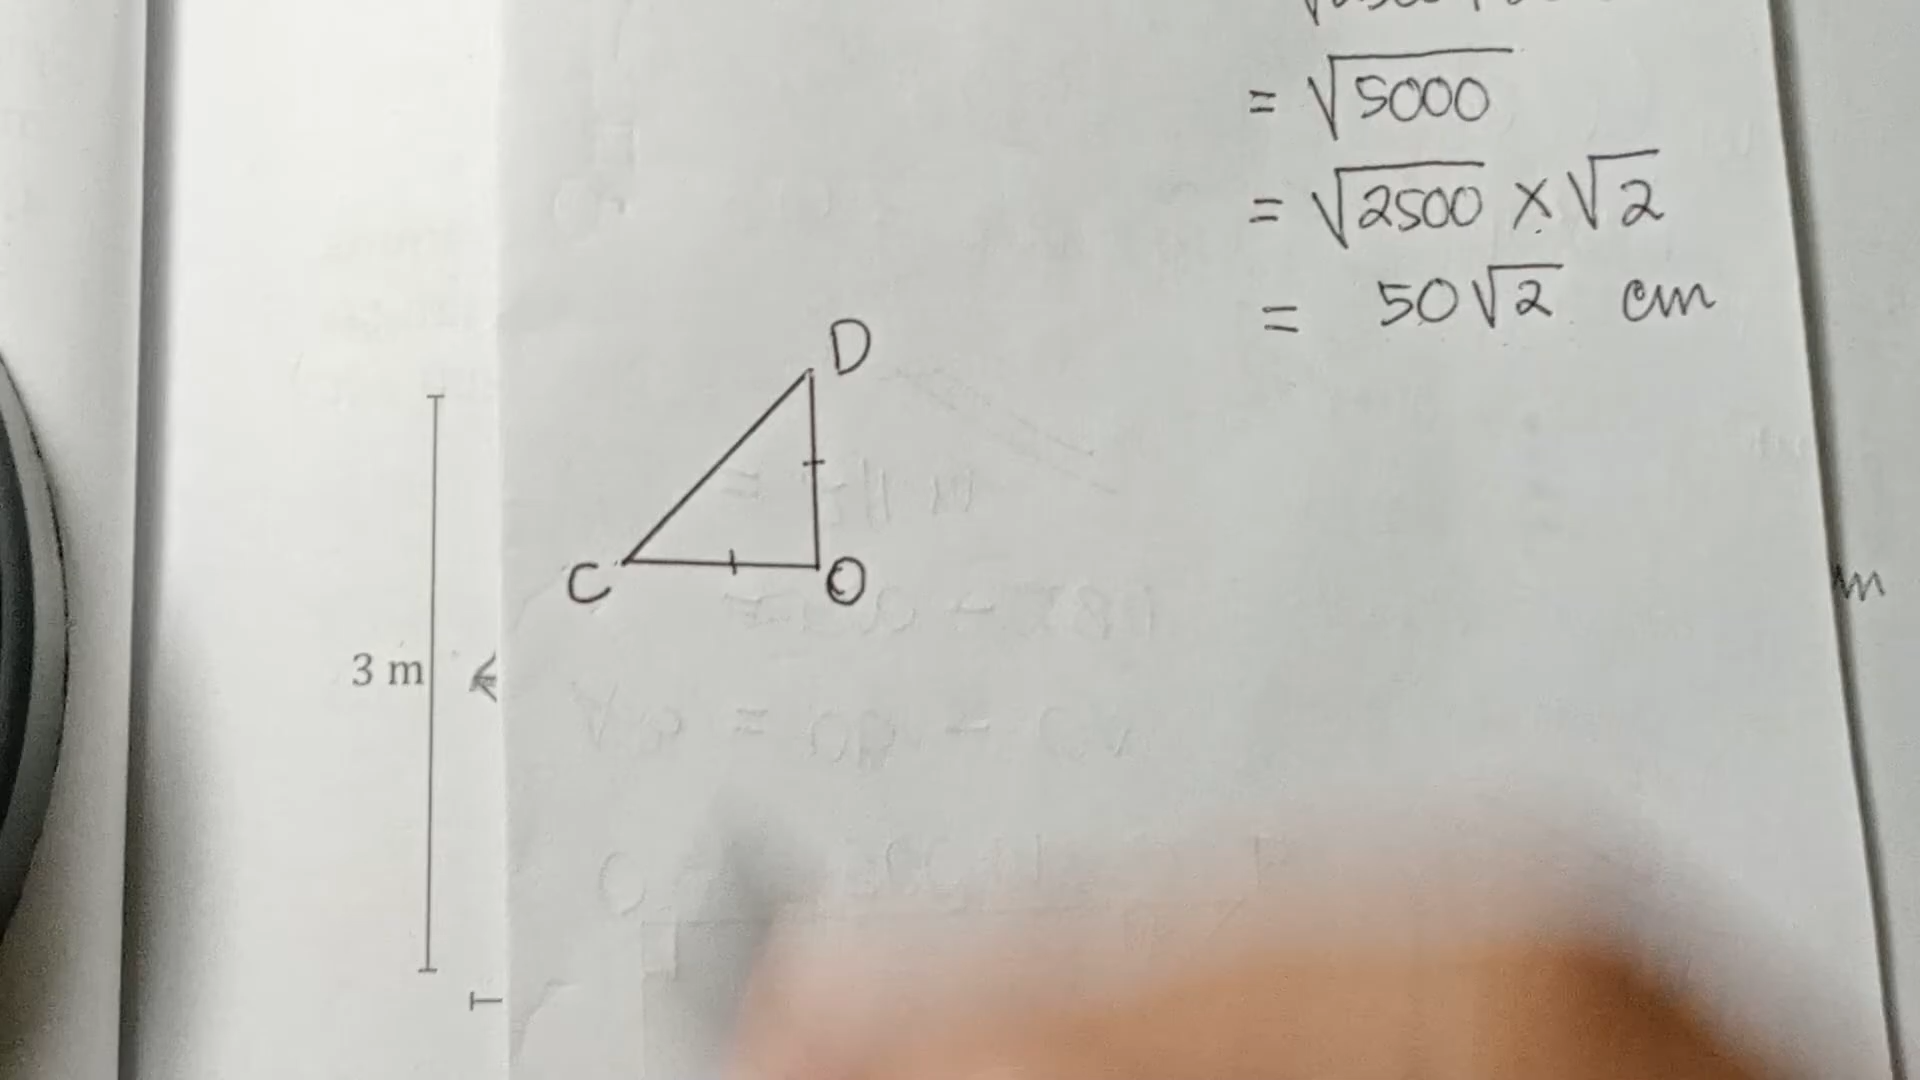 = √5000
= √2500 × √2
= 50√2 cm
D
C
O
3 m
m